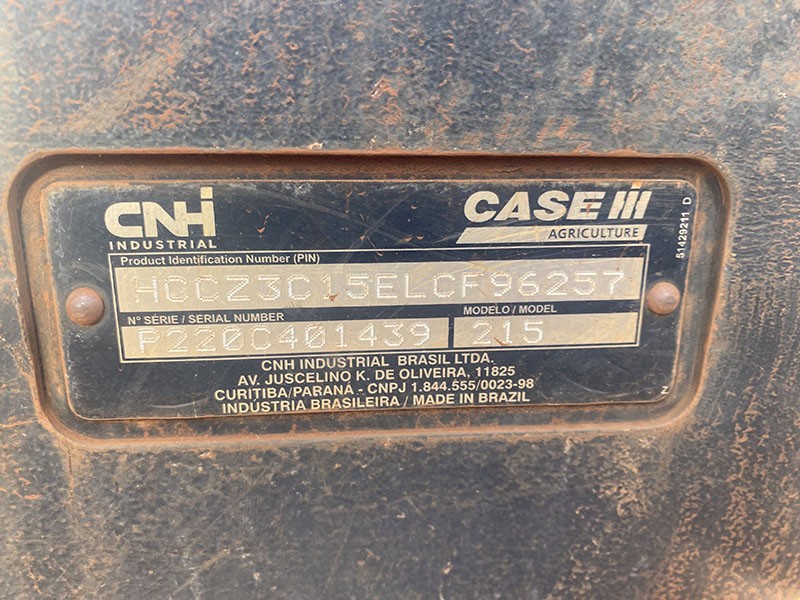 CNHi CASE III
INDUSTRIAL AGRICULTURE
Product Identification Number (PIN)
HCCZ3C15ELCF96257
Nº SÉRIE / SERIAL NUMBER MODELO / MODEL
P220C401439 215
CNH INDUSTRIAL BRASIL LTDA.
AV. JUSCELINO K. DE OLIVEIRA, 11825
CURITIBA/PARANÁ - CNPJ 1.844.555/0023-98
INDÚSTRIA BRASILEIRA / MADE IN BRAZIL
51429211 D
Z